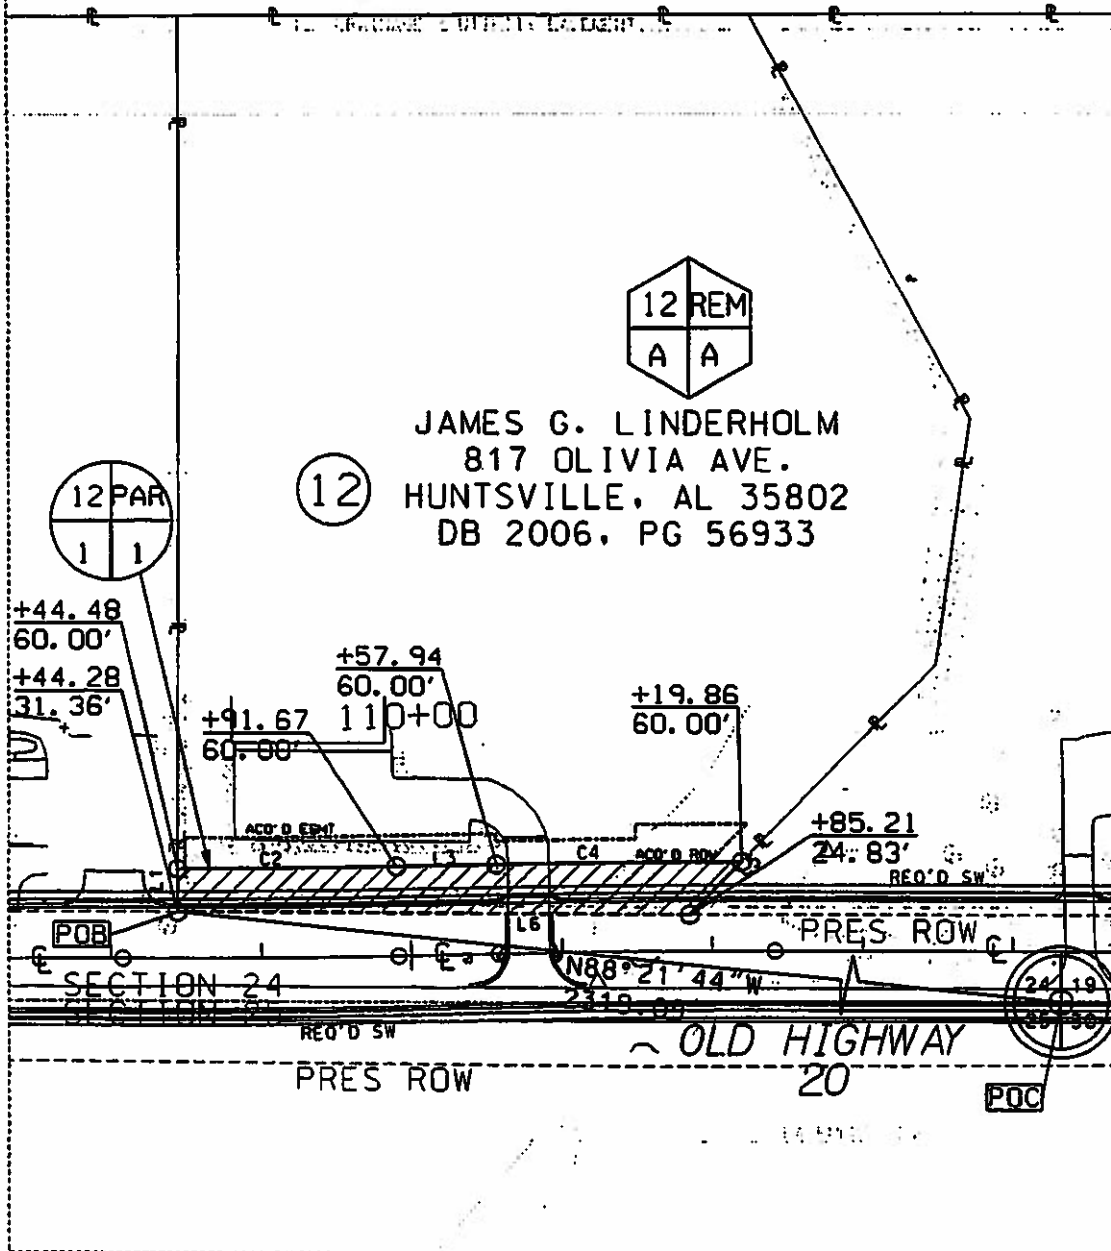 12 REM
A A
JAMES G. LINDERHOLM
817 OLIVIA AVE.
HUNTSVILLE, AL 35802
DB 2006, PG 56933
12
12 PAR
1 1
+44.48
60.00'
+44.28
31.36'
+57.94
60.00'
110+00
+91.67
60.00'
+19.86
60.00'
+85.21
24.83'
ACQ'D ESMT
C2
L3
C4
ACQ'D ROW
REQ'D SW
POB
L6
PRES ROW
N88°21'44"W
SECTION 24
24 19
REQ'D SW
OLD HIGHWAY
20
PRES ROW
POC